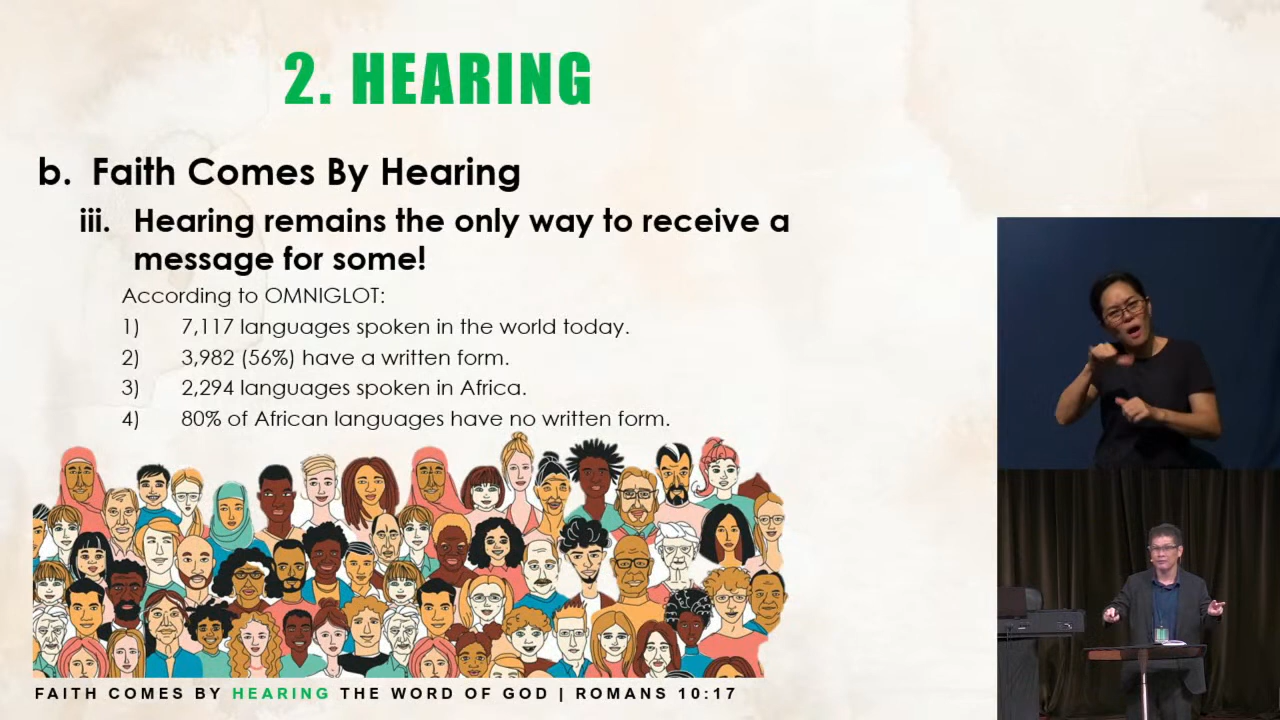 2. HEARING
b. Faith Comes By Hearing
iii. Hearing remains the only way to receive a
message for some!
According to OMNIGLOT:
1) 7,117 languages spoken in the world today.
2) 3,982 (56%) have a written form.
3) 2,294 languages spoken in Africa.
4) 80% of African languages have no written form.
FAITH COMES BY HEARING THE WORD OF GOD | ROMANS 10:17